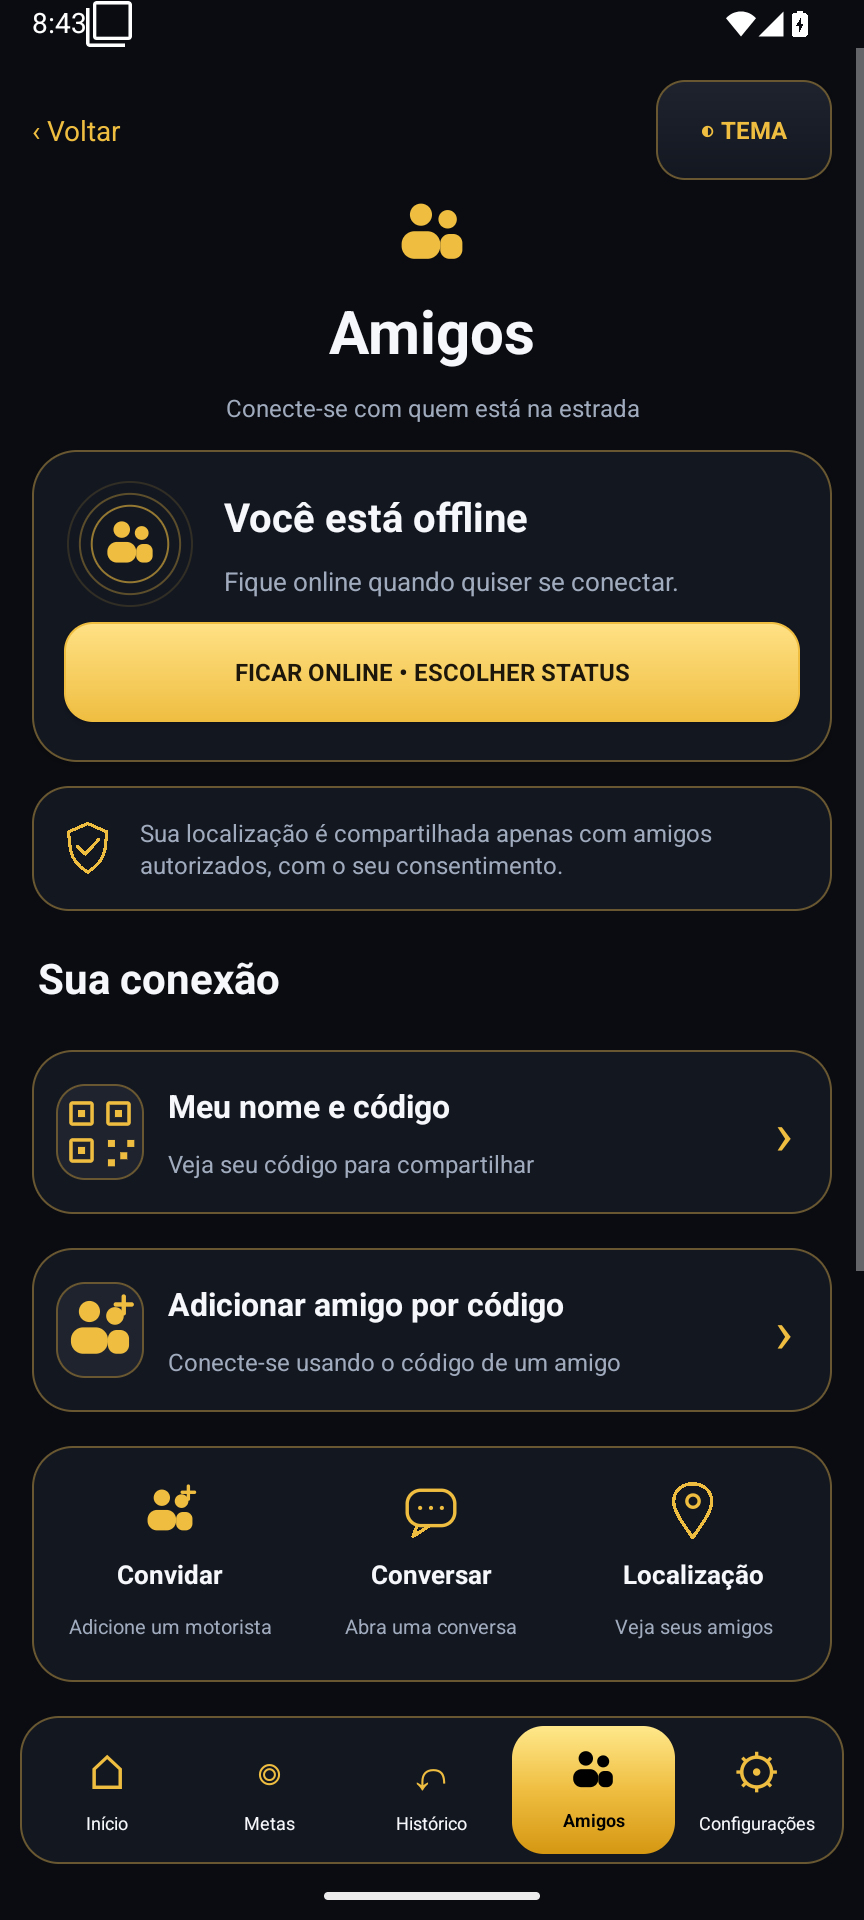 8:43
‹ Voltar
TEMA
Amigos
Conecte-se com quem está na estrada
Você está offline
Fique online quando quiser se conectar.
FICAR ONLINE • ESCOLHER STATUS
Sua localização é compartilhada apenas com amigos
autorizados, com o seu consentimento.
Sua conexão
Meu nome e código
Veja seu código para compartilhar
Adicionar amigo por código
Conecte-se usando o código de um amigo
Convidar
Adicione um motorista
Conversar
Abra uma conversa
Localização
Veja seus amigos
Início
Metas
Histórico
Amigos
Configurações